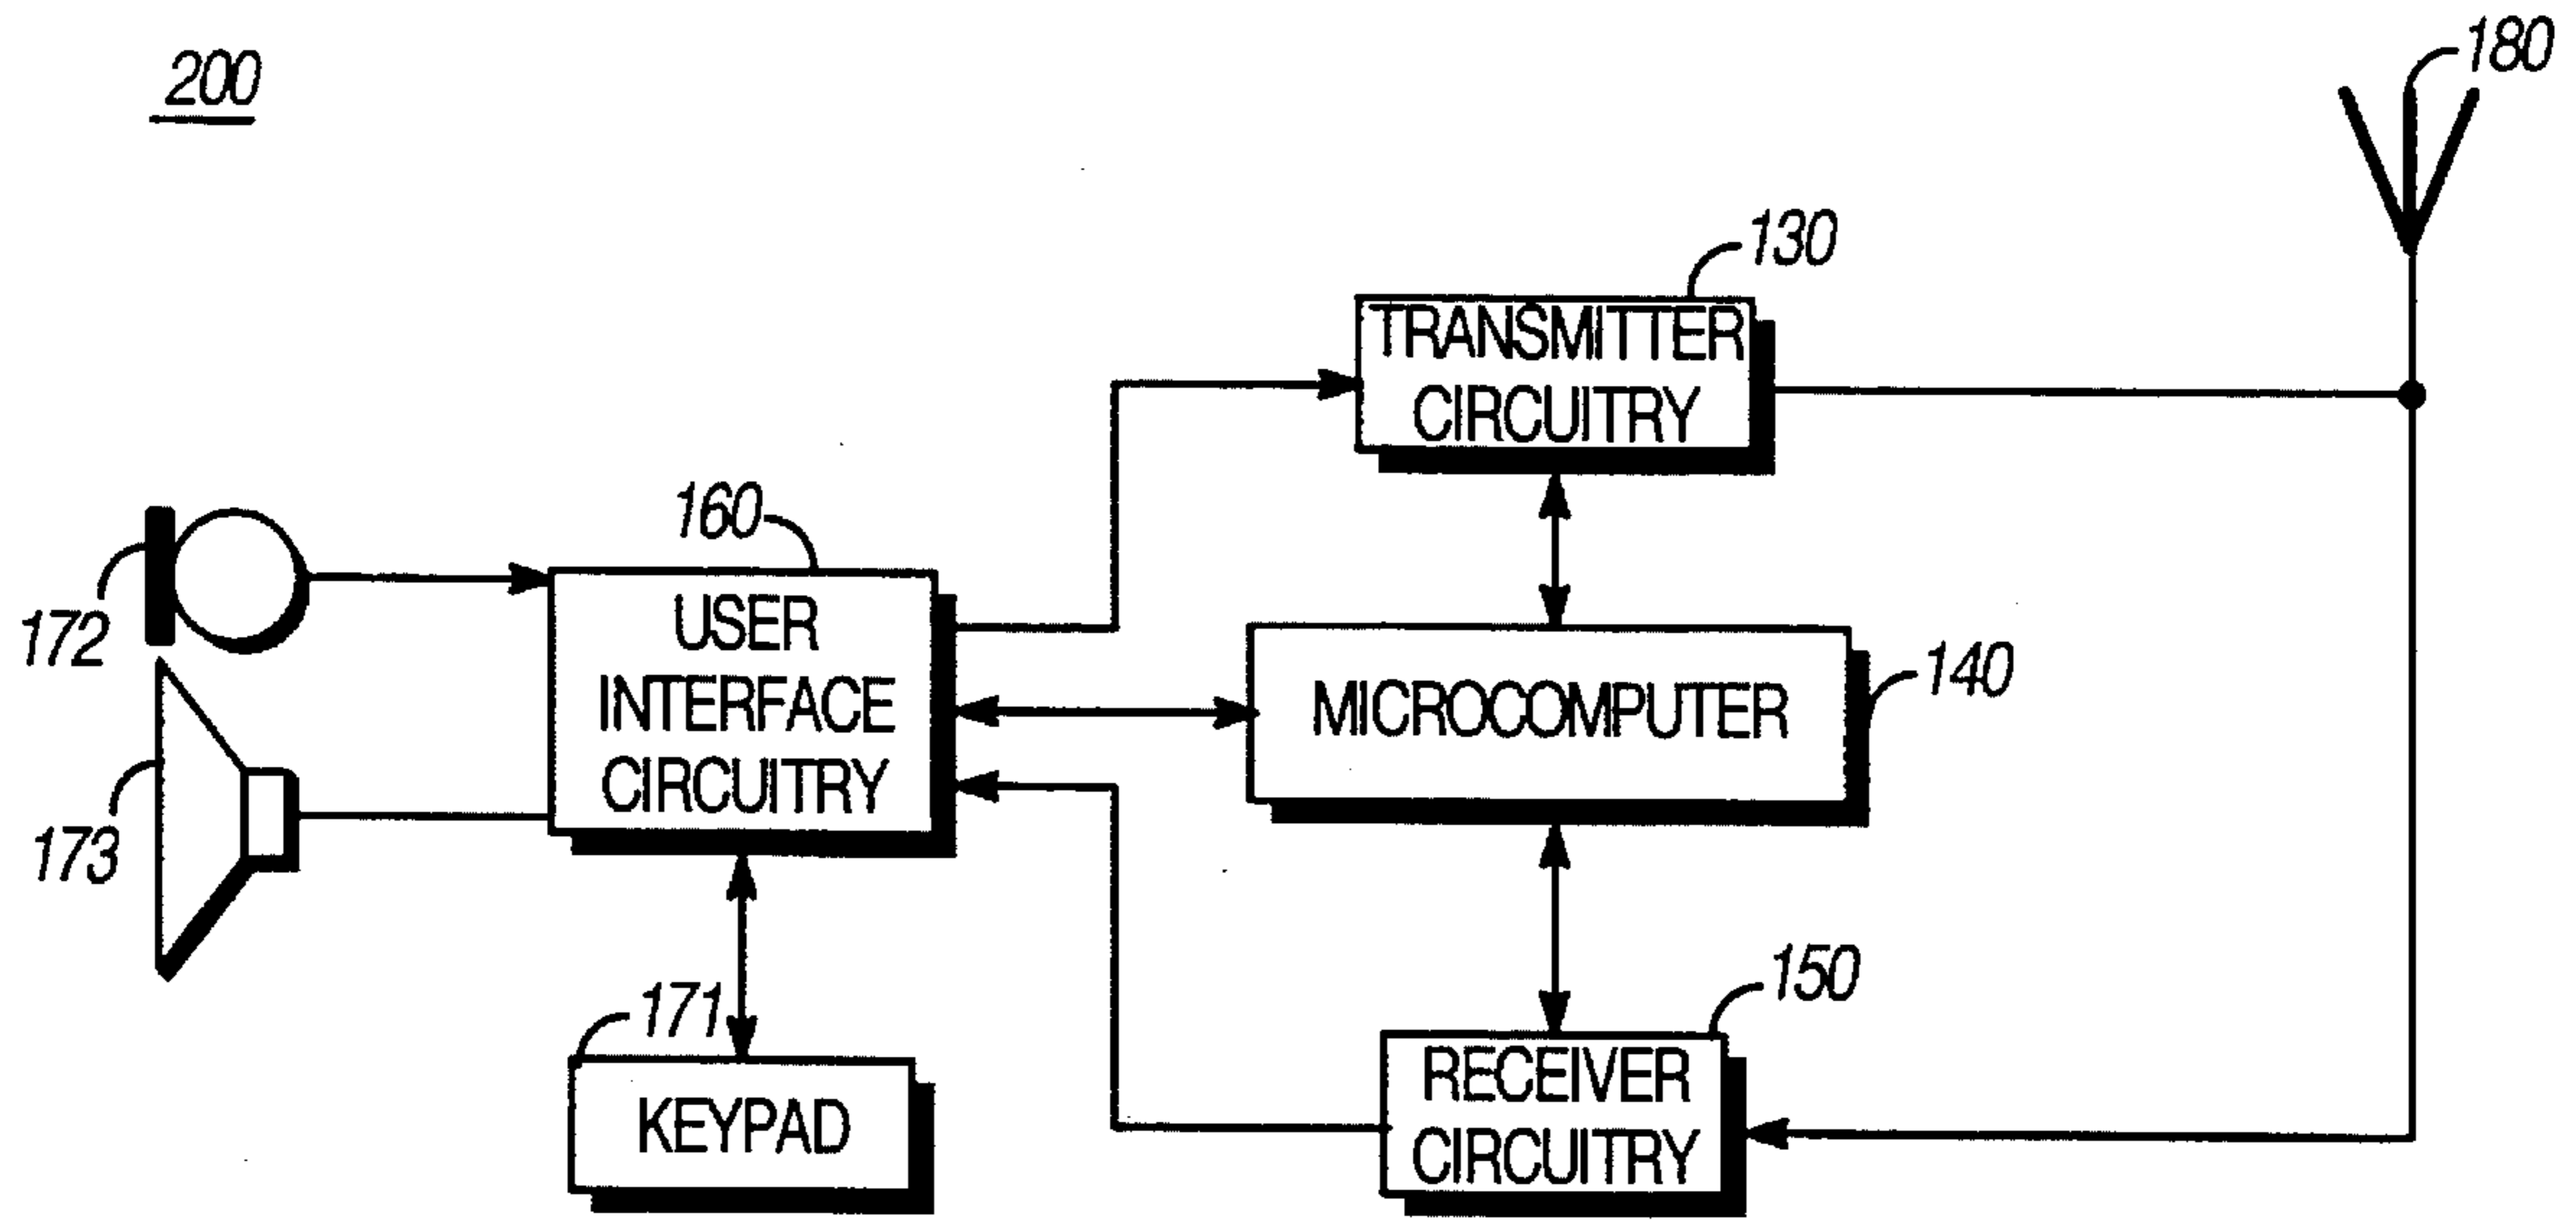 200
180
130
TRANSMITTER
CIRCUITRY
160
172
USER
INTERFACE
CIRCUITRY
MICROCOMPUTER
140
173
171
KEYPAD
150
RECEIVER
CIRCUITRY